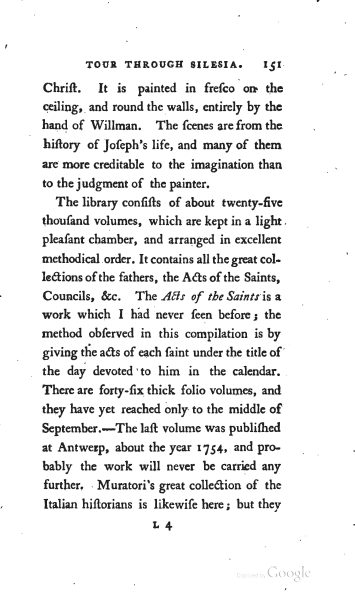 TOUR THROUGH SILESIA. 151
Chriſt. It is painted in freſco on the
ceiling, and round the walls, entirely by the
hand of Willman. The ſcenes are from the
hiſtory of Joſeph's life, and many of them
are more creditable to the imagination than
to the judgment of the painter.
The library conſiſts of about twenty-five
thouſand volumes, which are kept in a light
pleaſant chamber, and arranged in excellent
methodical order. It contains all the great col-
lections of the fathers, the Acts of the Saints,
Councils, &c. The Acts of the Saints is a
work which I had never ſeen before; the
method obſerved in this compilation is by
giving the acts of each ſaint under the title of
the day devoted to him in the calendar.
There are forty-ſix thick folio volumes, and
they have yet reached only to the middle of
September.—The laſt volume was publiſhed
at Antwerp, about the year 1754, and pro-
bably the work will never be carried any
further. Muratori's great collection of the
Italian hiſtorians is likewiſe here; but they
L 4
Digitized by Google